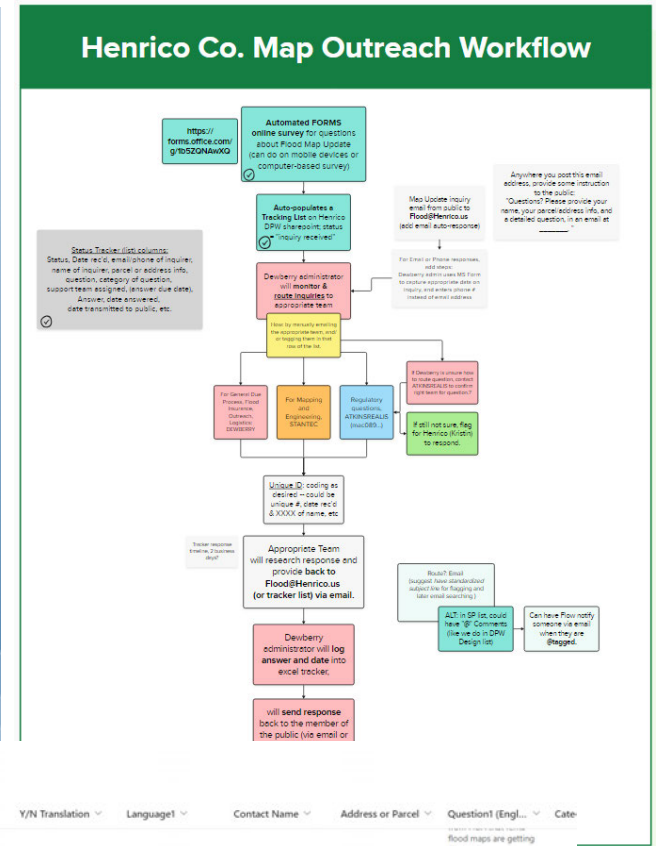 Henrico Co. Map Outreach Workflow
https://
forms.office.com/
g/1b5ZQNAwXQ
Automated FORMS
online survey for questions
about Flood Map Update
(can do on mobile devices or
computer-based survey)
Auto-populates a
Tracking List on Henrico
DPW sharepoint; status
= "inquiry received"
Map Update inquiry
email from public to
Flood@Henrico.us
(add email auto-response)
Anywhere you post this email
address, provide some instruction
to the public:
"Questions? Please provide your
name, your parcel/address info, and
a detailed question, in an email at
________."
Status Tracker (list) columns:
Status, Date rec'd, email/phone of inquirer,
name of inquirer, parcel or address info,
question, category of question,
support team assigned, (answer due date),
Answer, date answered,
date transmitted to public, etc.
For Email or Phone responses,
add steps:
Dewberry admin uses MS Form
to capture appropriate date on
inquiry, and enters phone #
instead of email address
Dewberry administrator
will monitor &
route inquiries to
appropriate team
How: by manually emailing
the appropriate team, and/
or tagging them in that
row of the list.
If Dewberry is unsure how
to route question, contact
ATKINSREALIS to confirm
right team for question?
For General Due
Process, Flood
Insurance,
Outreach,
Logistics:
DEWBERRY
For Mapping
and
Engineering,
STANTEC
Regulatory
questions,
ATKINSREALIS
If still not sure, flag
for Henrico (Kristin)
to respond.
Unique ID: coding as
desired -- could be
unique #, date rec'd
& XXXX of name, etc
Tracker response
timeline, 2 business
days?
Appropriate Team
will research response and
provide back to
Flood@Henrico.us
(or tracker list) via email.
Route?: Email
(suggest have standardized
subject line for flagging and
later email searching.)
ALT: in SP list, could
have "@" Comments
(like we do in DPW
Design list)
Can have Flow notify
someone via email
when they are
@tagged.
Dewberry
administrator will log
answer and date into
excel tracker,
will send response
back to the member of
the public (via email or
Y/N Translation Language1 Contact Name Address or Parcel Question1 (Engl... Cate
flood maps are getting